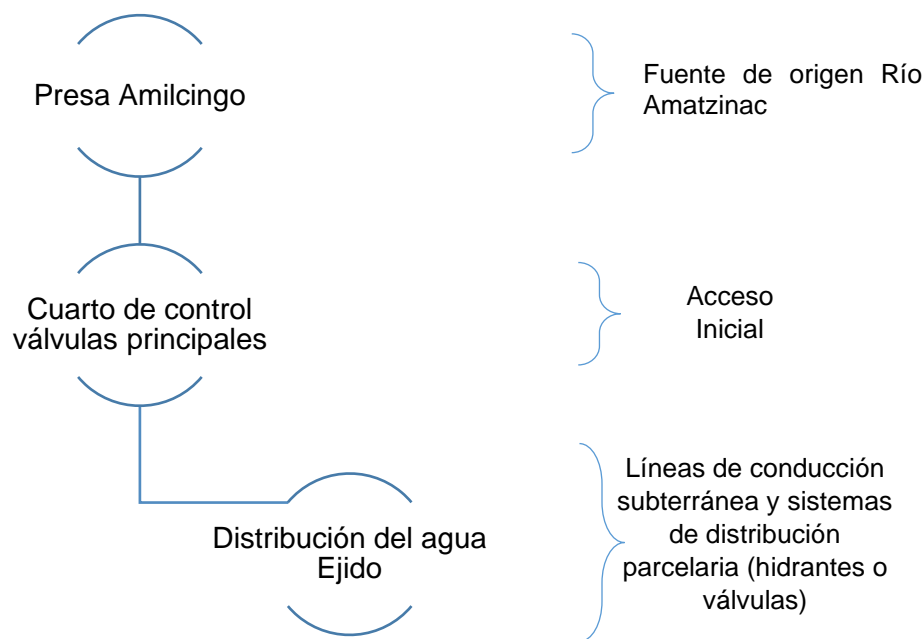 Presa Amilcingo
Fuente de origen Río
Amatzinac
Cuarto de control
válvulas principales
Acceso
Inicial
Distribución del agua
Ejido
Líneas de conducción
subterránea y sistemas
de distribución
parcelaria (hidrantes o
válvulas)